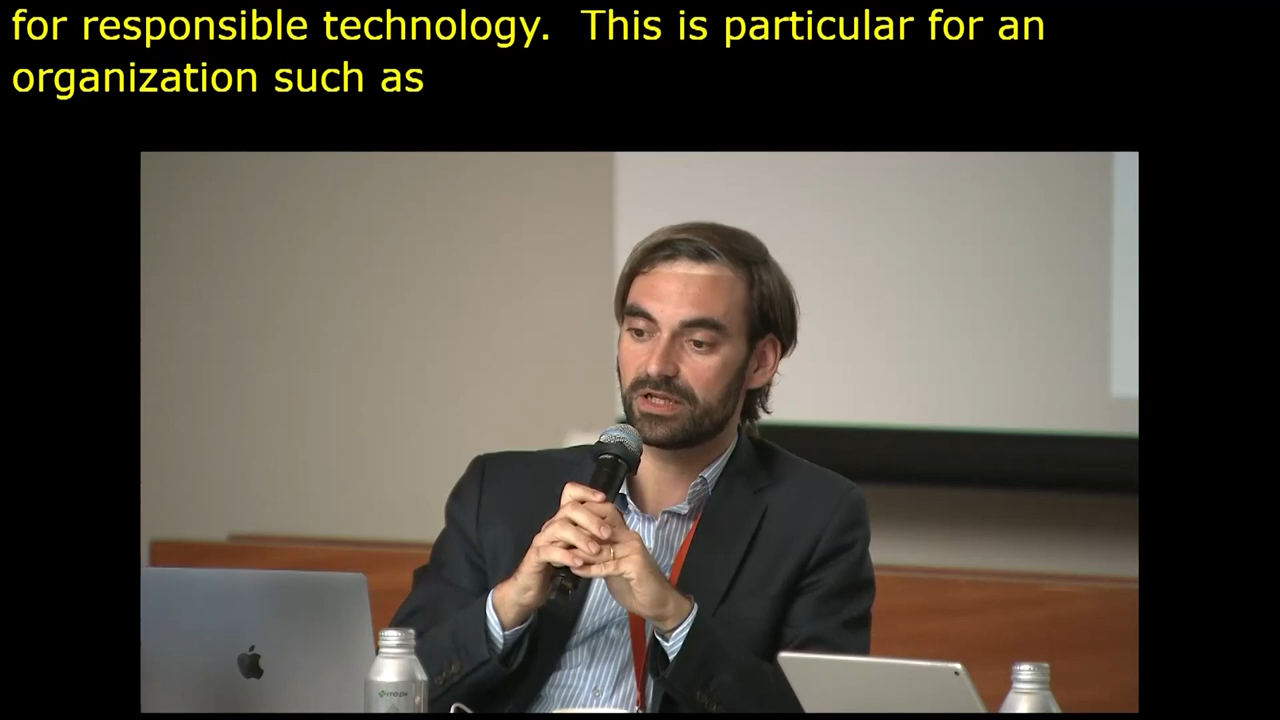 for responsible technology.  This is particular for an
organization such as